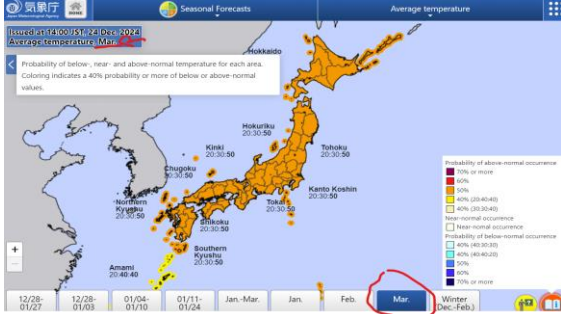 気象庁
Japan Meteorological Agency
HOME
Seasonal Forecasts
Average temperature
Issued at 14:00 JST, 24 Dec. 2024
Average temperature Mar.
Probability of below-, near- and above-normal temperature for each area.
Coloring indicates a 40% probability or more of below or above-normal
values.
Hokkaido
Hokuriku
20:30:50
Kinki
20:30:50
Tohoku
20:30:50
Chugoku
20:30:50
Kanto Koshin
20:30:50
Tokai
20:30:50
Northern
Kyushu
20:30:50
Shikoku
20:30:50
Southern
Kyushu
20:30:50
Amami
20:40:40
Probability of above-normal occurrence
70% or more
60%
50%
40% (20:40:40)
40% (30:30:40)
Near-normal occurrence
Near-normal occurrence
Probability of below-normal occurrence
40% (40:30:30)
40% (40:40:20)
50%
60%
70% or more
+
−
12/28-
01/27
12/28-
01/03
01/04-
01/10
01/11-
01/24
Jan.-Mar.
Jan.
Feb.
Mar.
Winter
(Dec.-Feb.)